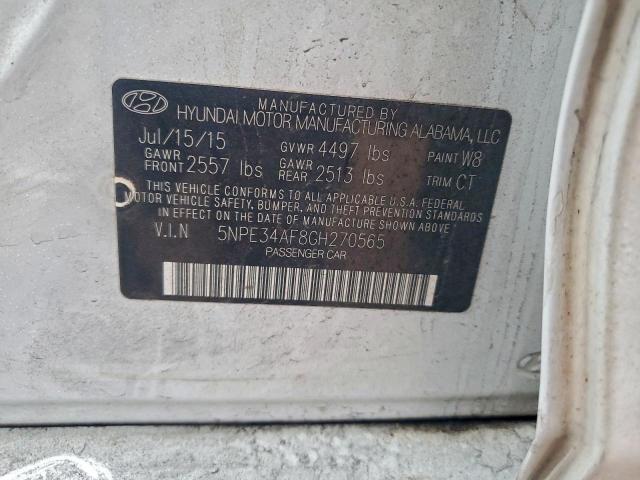 MANUFACTURED BY
HYUNDAI MOTOR MANUFACTURING ALABAMA, LLC
Jul/15/15 GVWR 4497 lbs PAINT W8
GAWR FRONT 2557 lbs GAWR REAR 2513 lbs TRIM CT
THIS VEHICLE CONFORMS TO ALL APPLICABLE U.S.A. FEDERAL
MOTOR VEHICLE SAFETY, BUMPER, AND THEFT PREVENTION STANDARDS
IN EFFECT ON THE DATE OF MANUFACTURE SHOWN ABOVE.
V.I.N 5NPE34AF8GH270565
PASSENGER CAR